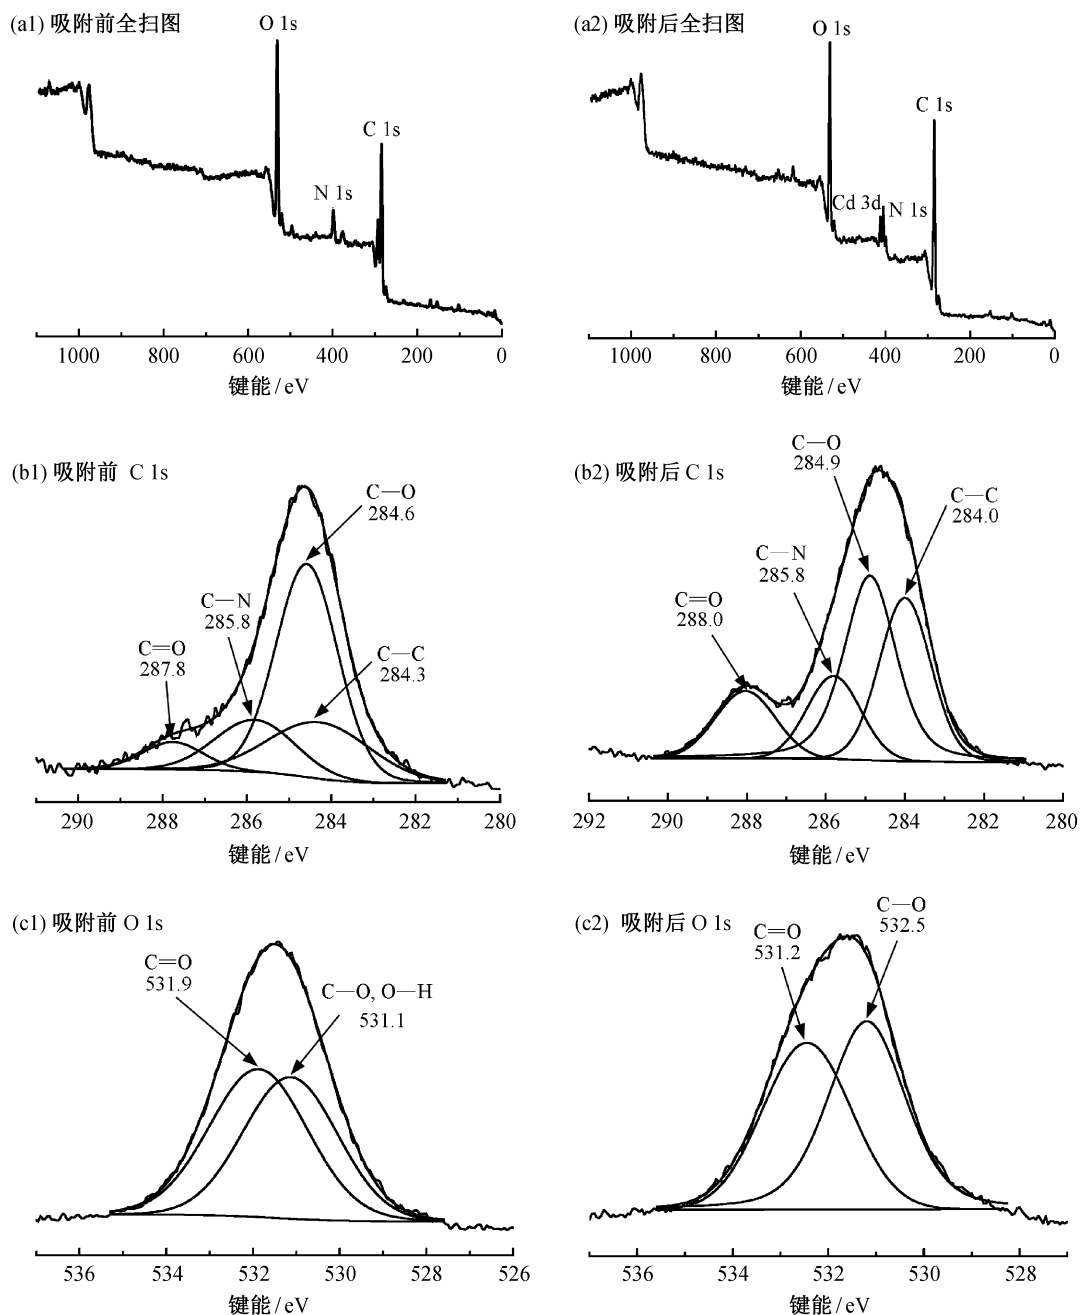 (a1) 吸附前全扫图
O 1s
C 1s
N 1s
1000 800 600 400 200 0
键能/eV
(a2) 吸附后全扫图
O 1s
C 1s
Cd 3d
N 1s
1000 800 600 400 200 0
键能/eV
(b1) 吸附前 C 1s
C—O
284.6
C—N
285.8
C=O
287.8
C—C
284.3
290 288 286 284 282 280
键能/eV
(b2) 吸附后 C 1s
C—O
284.9
C—C
284.0
C—N
285.8
C=O
288.0
292 290 288 286 284 282 280
键能/eV
(c1) 吸附前 O 1s
C=O
531.9
C—O, O—H
531.1
536 534 532 530 528 526
键能/eV
(c2) 吸附后 O 1s
C—O
532.5
C=O
531.2
536 534 532 530 528
键能/eV